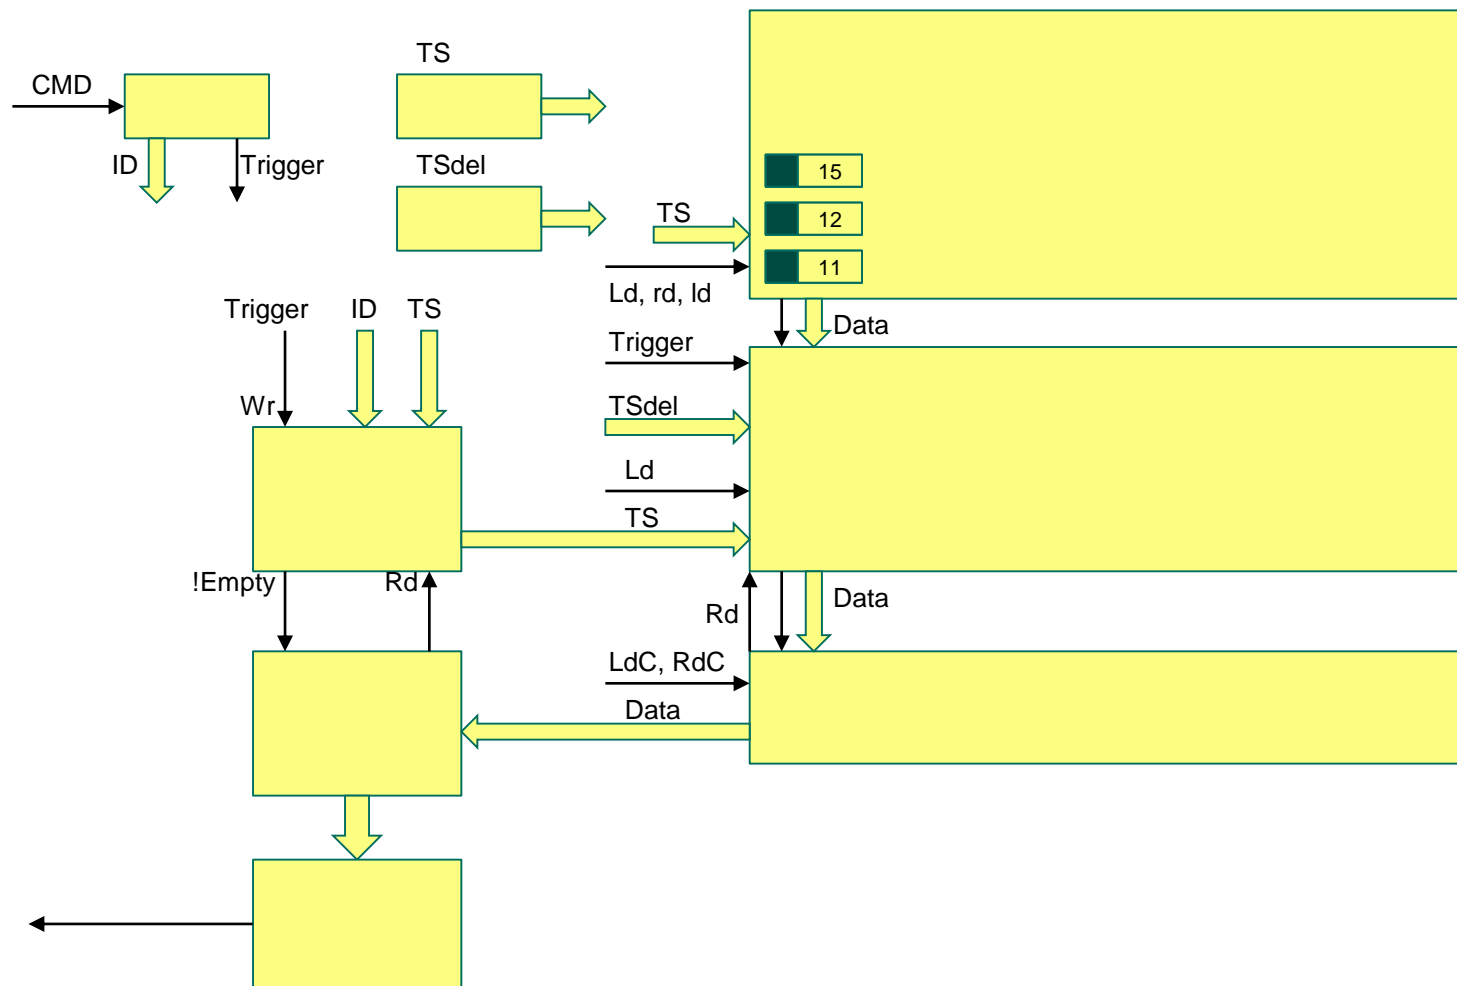 TS
CMD
ID
Trigger
TSdel
15
TS
12
11
Ld, rd, ld
Trigger
ID
TS
Data
Trigger
Wr
TSdel
Ld
TS
!Empty
Rd
Rd
Data
LdC, RdC
Data